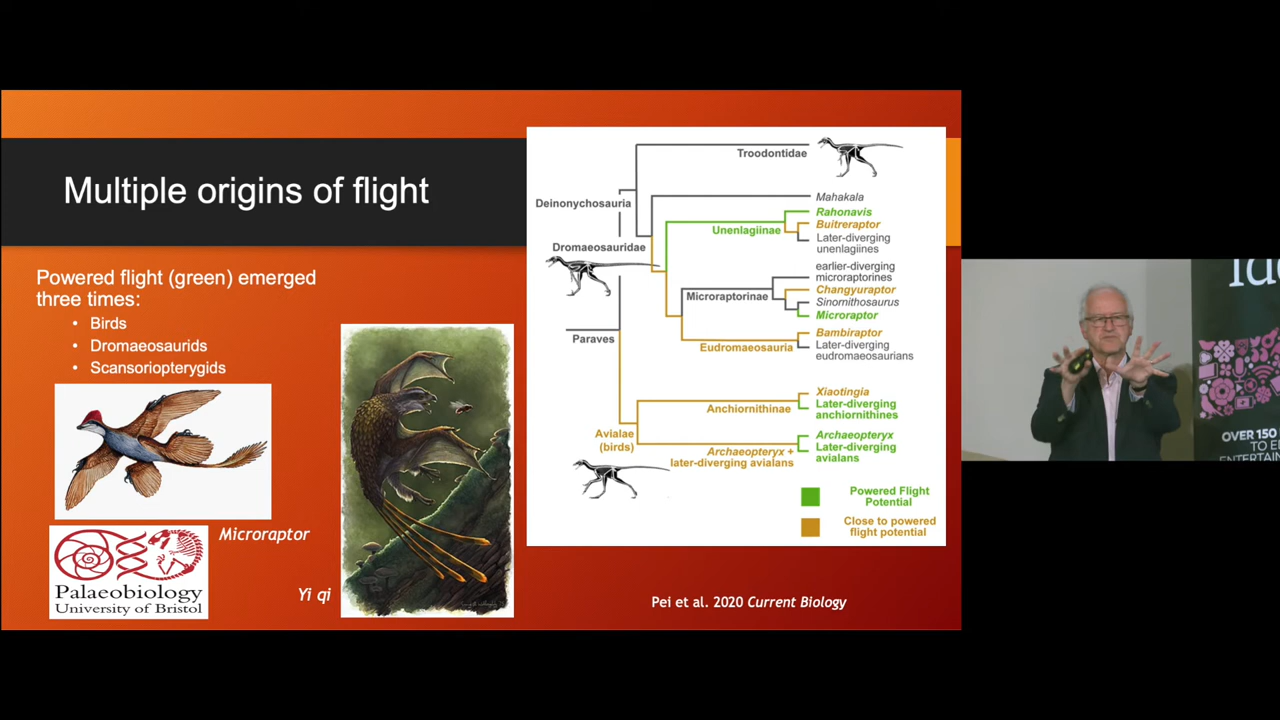 Multiple origins of flight
Powered flight (green) emerged
three times:
• Birds
• Dromaeosaurids
• Scansoriopterygids
Microraptor
Palaeobiology
University of Bristol
Yi qi
Troodontidae
Deinonychosauria
Mahakala
Rahonavis
Unenlagiinae
Buitreraptor
Later-diverging
unenlagiines
Dromaeosauridae
earlier-diverging
microraptorines
Microraptorinae
Changyuraptor
Sinornithosaurus
Microraptor
Paraves
Bambiraptor
Eudromaeosauria
Later-diverging
eudromaeosaurians
Xiaotingia
Anchiornithinae
Later-diverging
anchiornithines
Avialae
(birds)
Archaeopteryx
Archaeopteryx +
later-diverging avialans
Later-diverging
avialans
Powered Flight
Potential
Close to powered
flight potential
Pei et al. 2020 Current Biology
OVER 150
TO E
ENTERTAIN